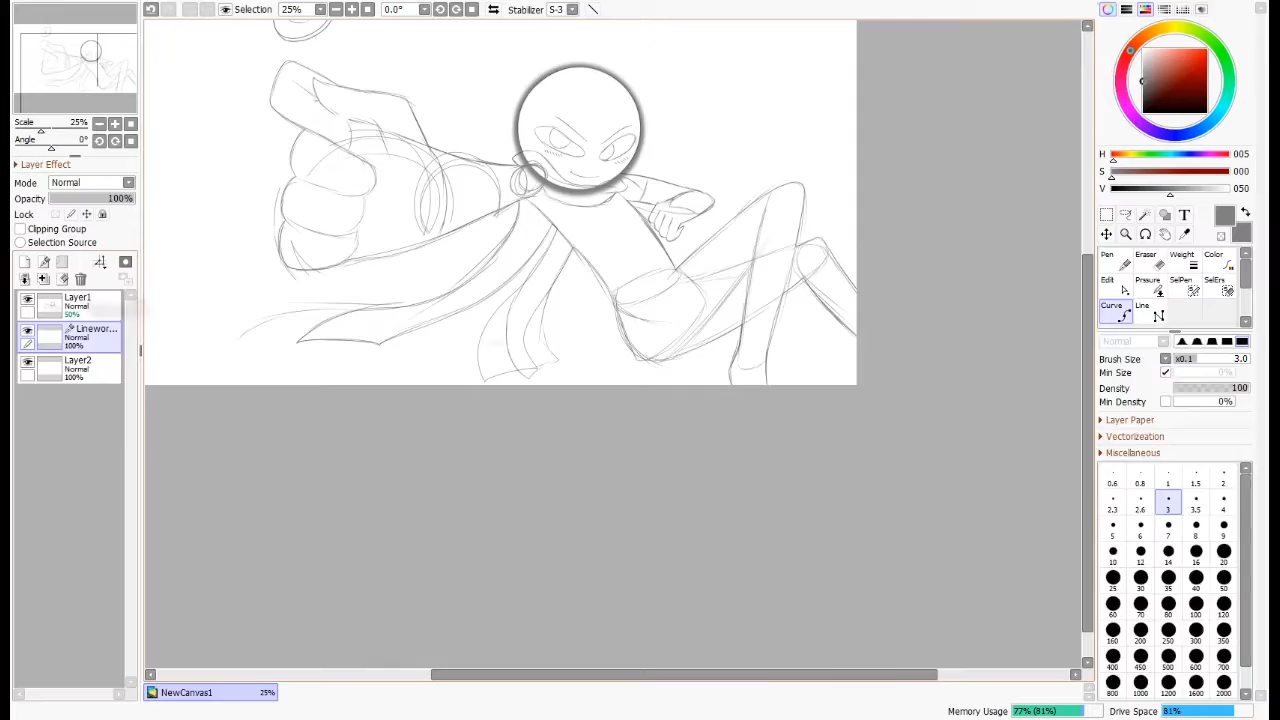 Selection 25% 0.0° Stabilizer S-3
Scale 25%
Angle 0°
Layer Effect
Mode Normal
Opacity 100%
Lock
Clipping Group
Selection Source
Layer1
Normal
50%
Linewor...
Normal
100%
Layer2
Normal
100%
H 005
S 000
V 050
T
Pen Eraser Weight Color
Edit Prssure SelPen SelErs
Curve Line
Normal
Brush Size x0.1 3.0
Min Size 0%
Density 100
Min Density 0%
Layer Paper
Vectorizeation
Miscellaneous
0.6 0.8 1 1.5 2
2.3 2.6 3 3.5 4
5 6 7 8 9
10 12 14 16 20
25 30 35 40 50
60 70 80 100 120
160 200 250 300 350
400 450 500 600 700
800 1000 1200 1600 2000
NewCanvas1 25%
Memory Usage 77% (81%) Drive Space 81%